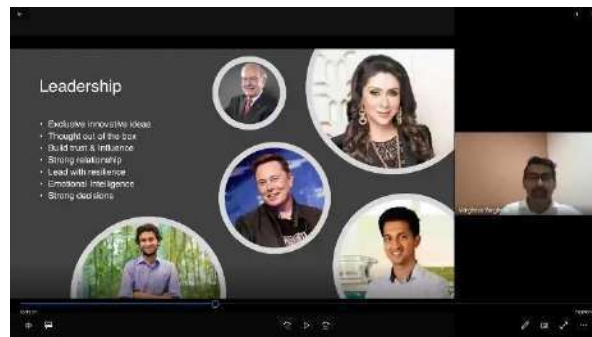 Leadership
• Exclusive innovative ideas
• Thought out of the box
• Build trust & Influence
• Strong relationship
• Lead with resilience
• Emotional Intelligence
• Strong decisions